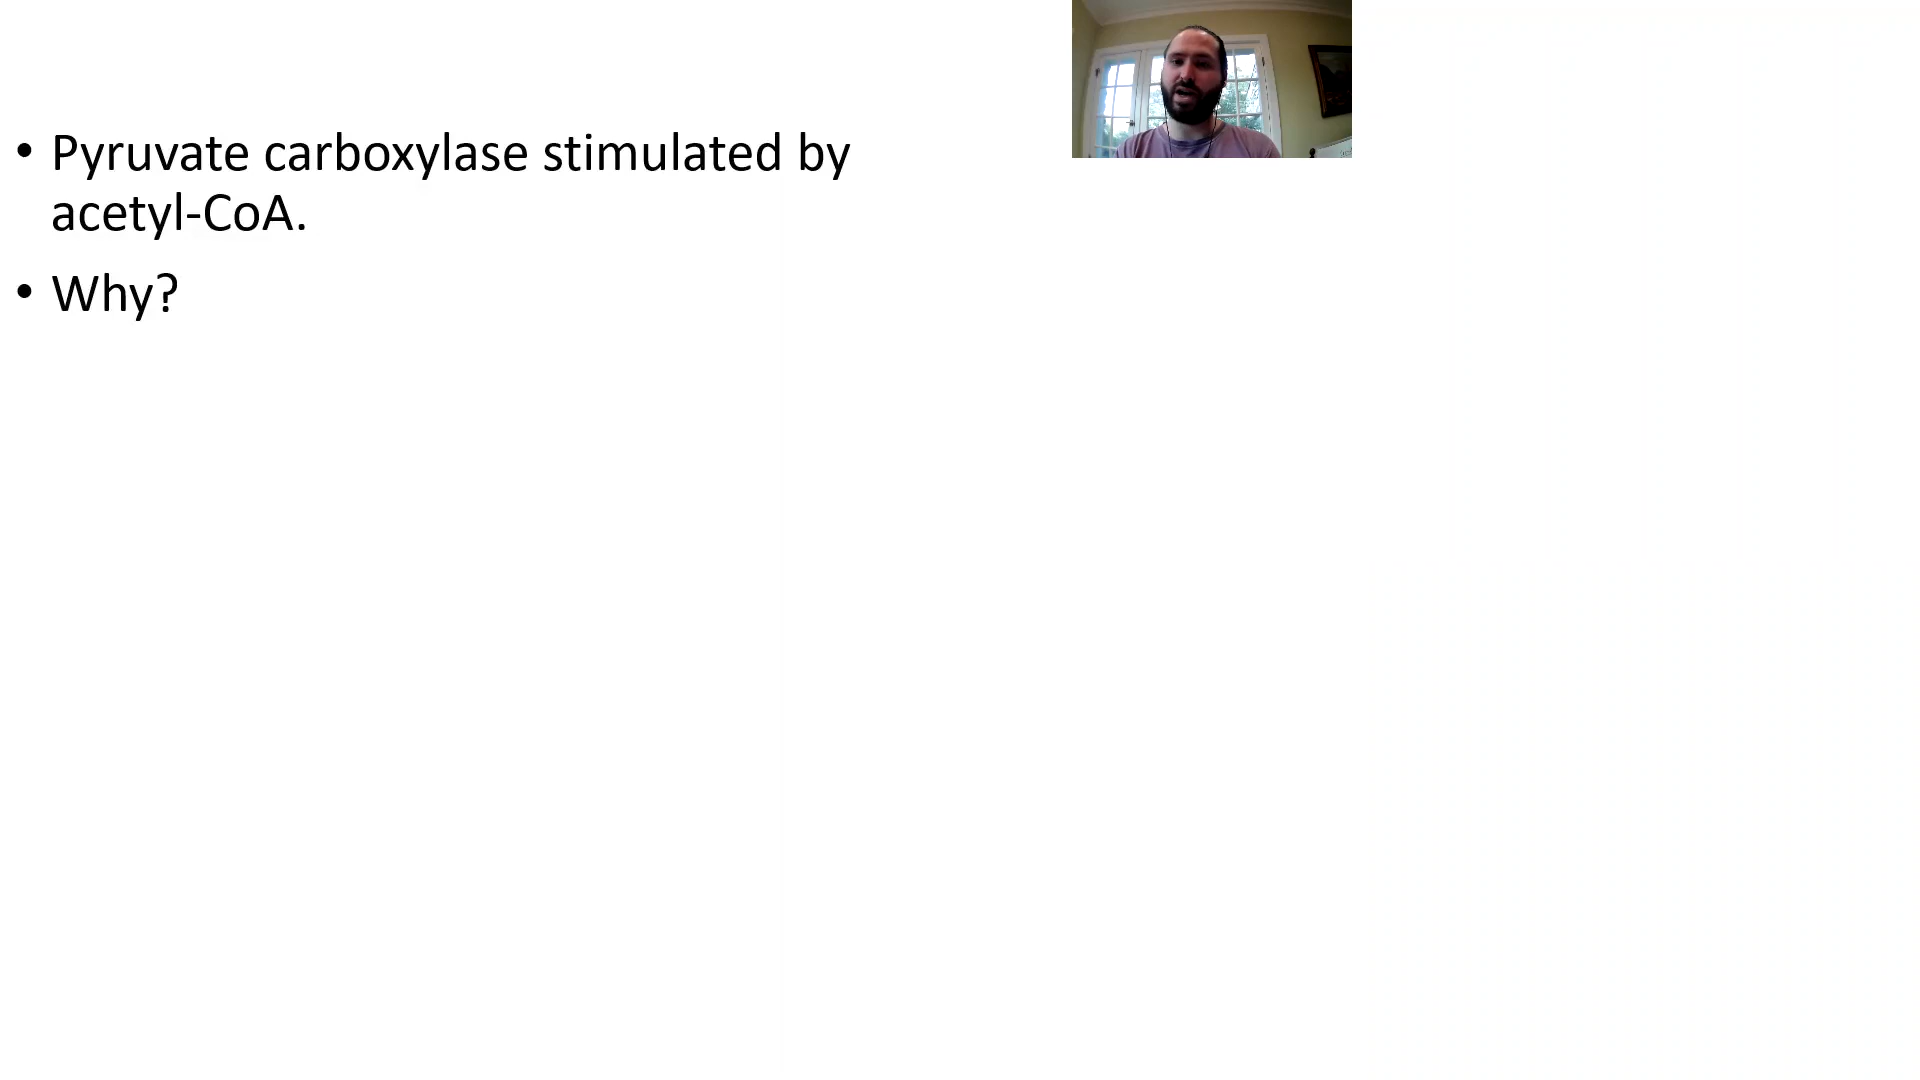 • Pyruvate carboxylase stimulated by
acetyl-CoA.
• Why?